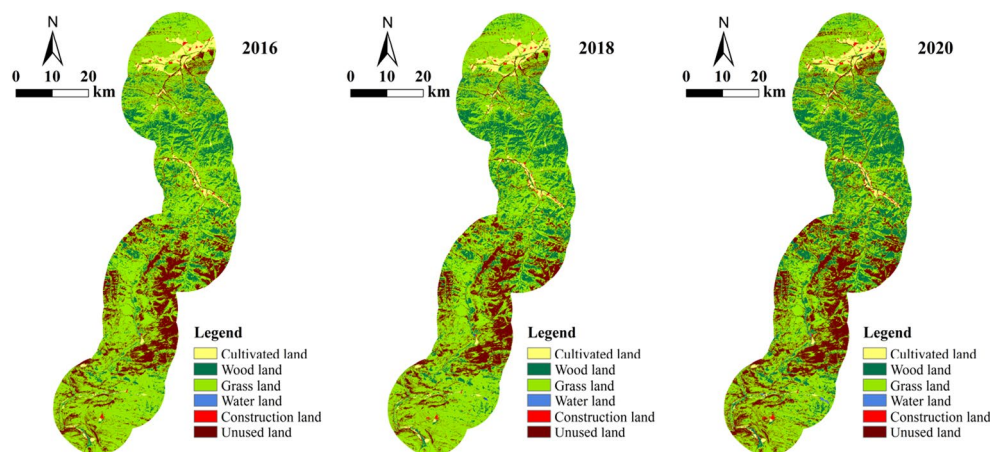 N
2016
0 10 20
km
Legend
Cultivated land
Wood land
Grass land
Water land
Construction land
Unused land
N
2018
0 10 20
km
Legend
Cultivated land
Wood land
Grass land
Water land
Construction land
Unused land
N
2020
0 10 20
km
Legend
Cultivated land
Wood land
Grass land
Water land
Construction land
Unused land